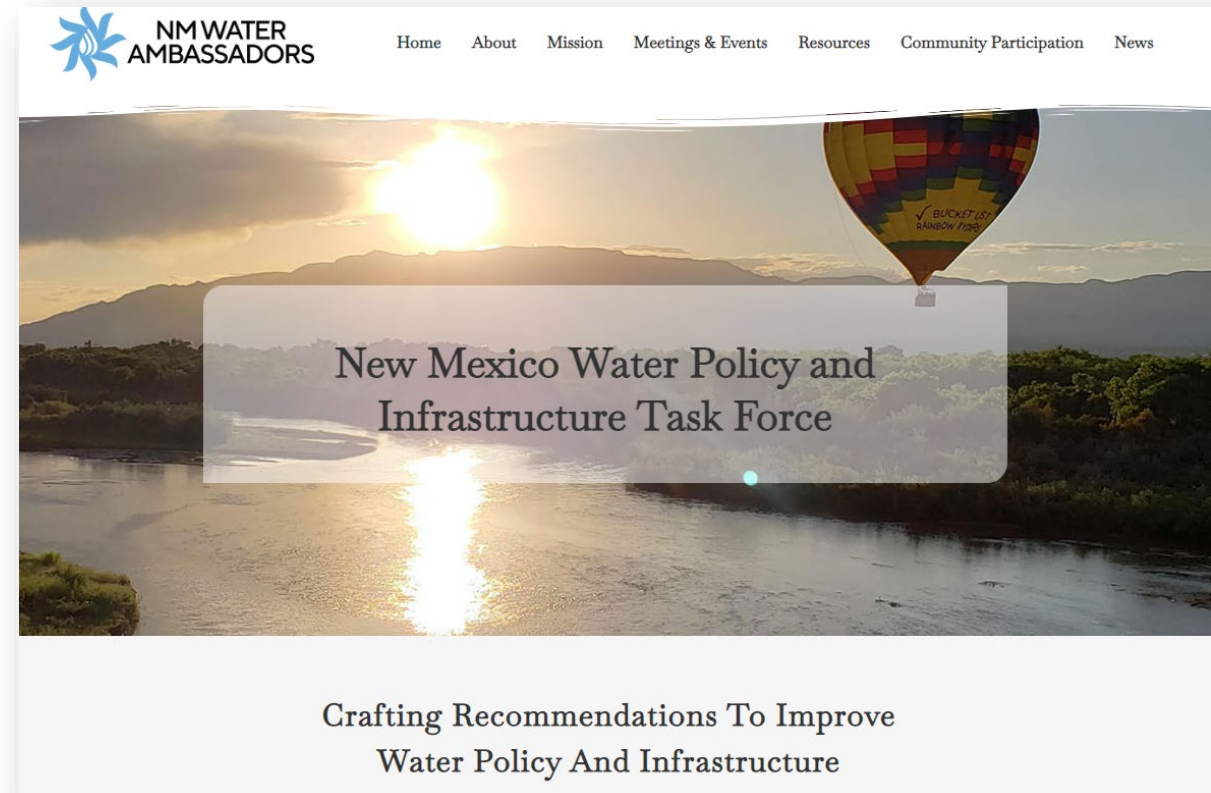 NM WATER
AMBASSADORS
Home About Mission Meetings & Events Resources Community Participation News
✓ BUCKET LIST
RAINBOW RYDERS
New Mexico Water Policy and
Infrastructure Task Force
Crafting Recommendations To Improve
Water Policy And Infrastructure